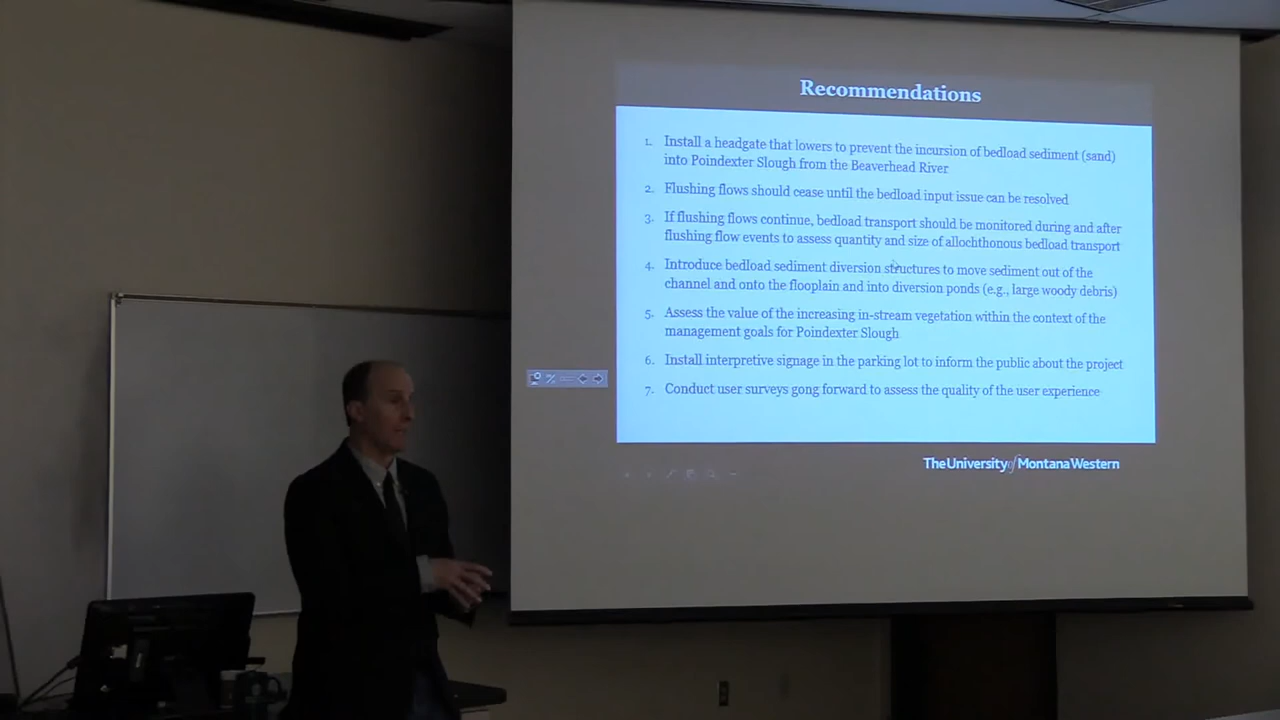 Recommendations
1. Install a headgate that lowers to prevent the incursion of bedload sediment (sand)
into Poindexter Slough from the Beaverhead River
2. Flushing flows should cease until the bedload input issue can be resolved
3. If flushing flows continue, bedload transport should be monitored during and after
flushing flow events to assess quantity and size of allochthonous bedload transport
4. Introduce bedload sediment diversion structures to move sediment out of the
channel and onto the flooplain and into diversion ponds (e.g., large woody debris)
5. Assess the value of the increasing in-stream vegetation within the context of the
management goals for Poindexter Slough
6. Install interpretive signage in the parking lot to inform the public about the project
7. Conduct user surveys gong forward to assess the quality of the user experience
The University of Montana Western